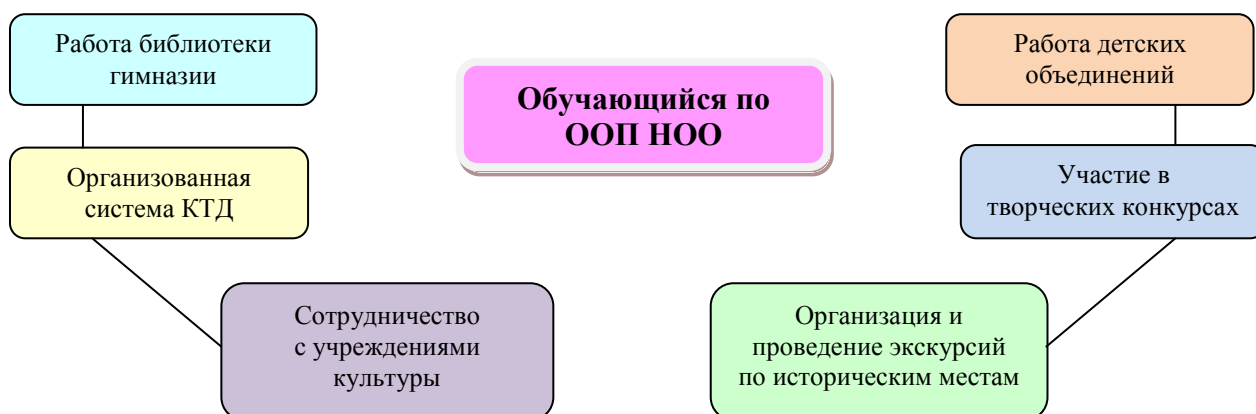 Работа библиотеки
гимназии
Обучающийся по
ООП НОО
Работа детских
объединений
Организованная
система КТД
Участие в
творческих конкурсах
Сотрудничество
с учреждениями
культуры
Организация и
проведение экскурсий
по историческим местам